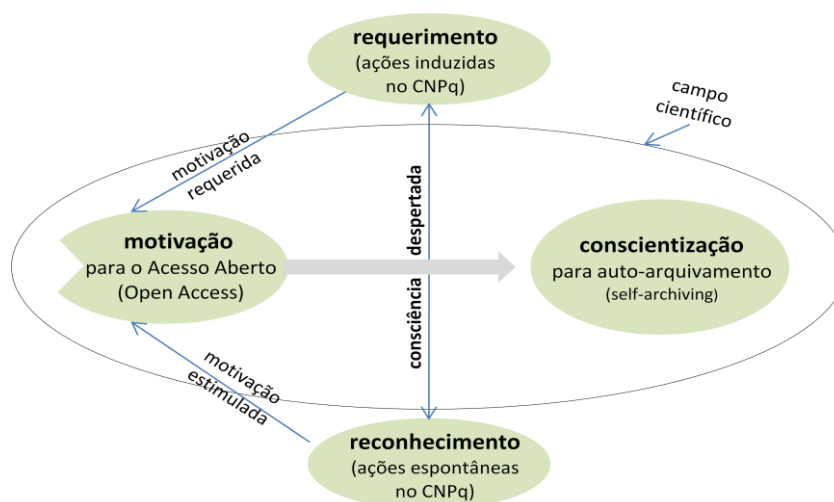 requerimento
(ações induzidas
no CNPq)
campo
científico
motivação
requerida
consciência despertada
motivação
para o Acesso Aberto
(Open Access)
conscientização
para auto-arquivamento
(self-archiving)
motivação
estimulada
reconhecimento
(ações espontâneas
no CNPq)